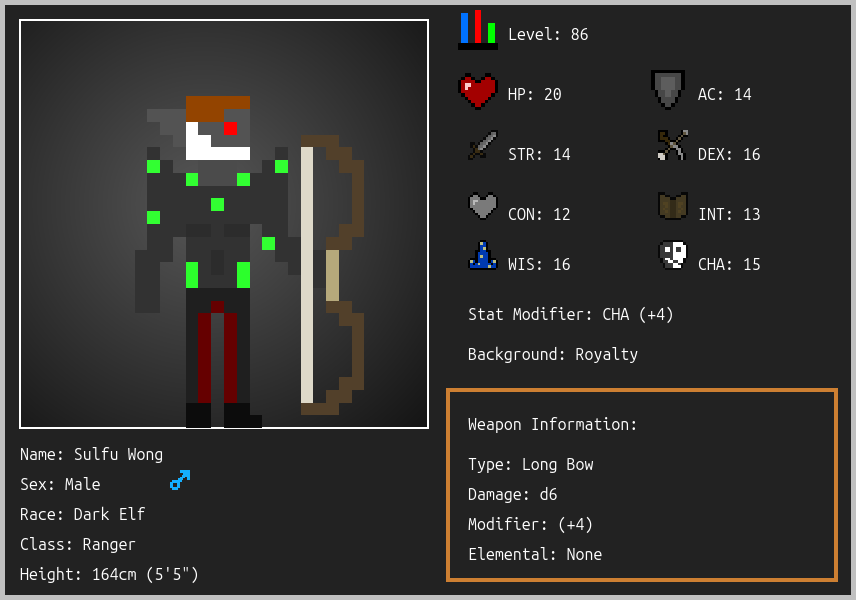 Level: 86
HP: 20
AC: 14
STR: 14
DEX: 16
CON: 12
INT: 13
WIS: 16
CHA: 15
Stat Modifier: CHA (+4)
Background: Royalty
Weapon Information:
Type: Long Bow
Damage: d6
Modifier: (+4)
Elemental: None
Name: Sulfu Wong
Sex: Male
Race: Dark Elf
Class: Ranger
Height: 164cm (5'5")